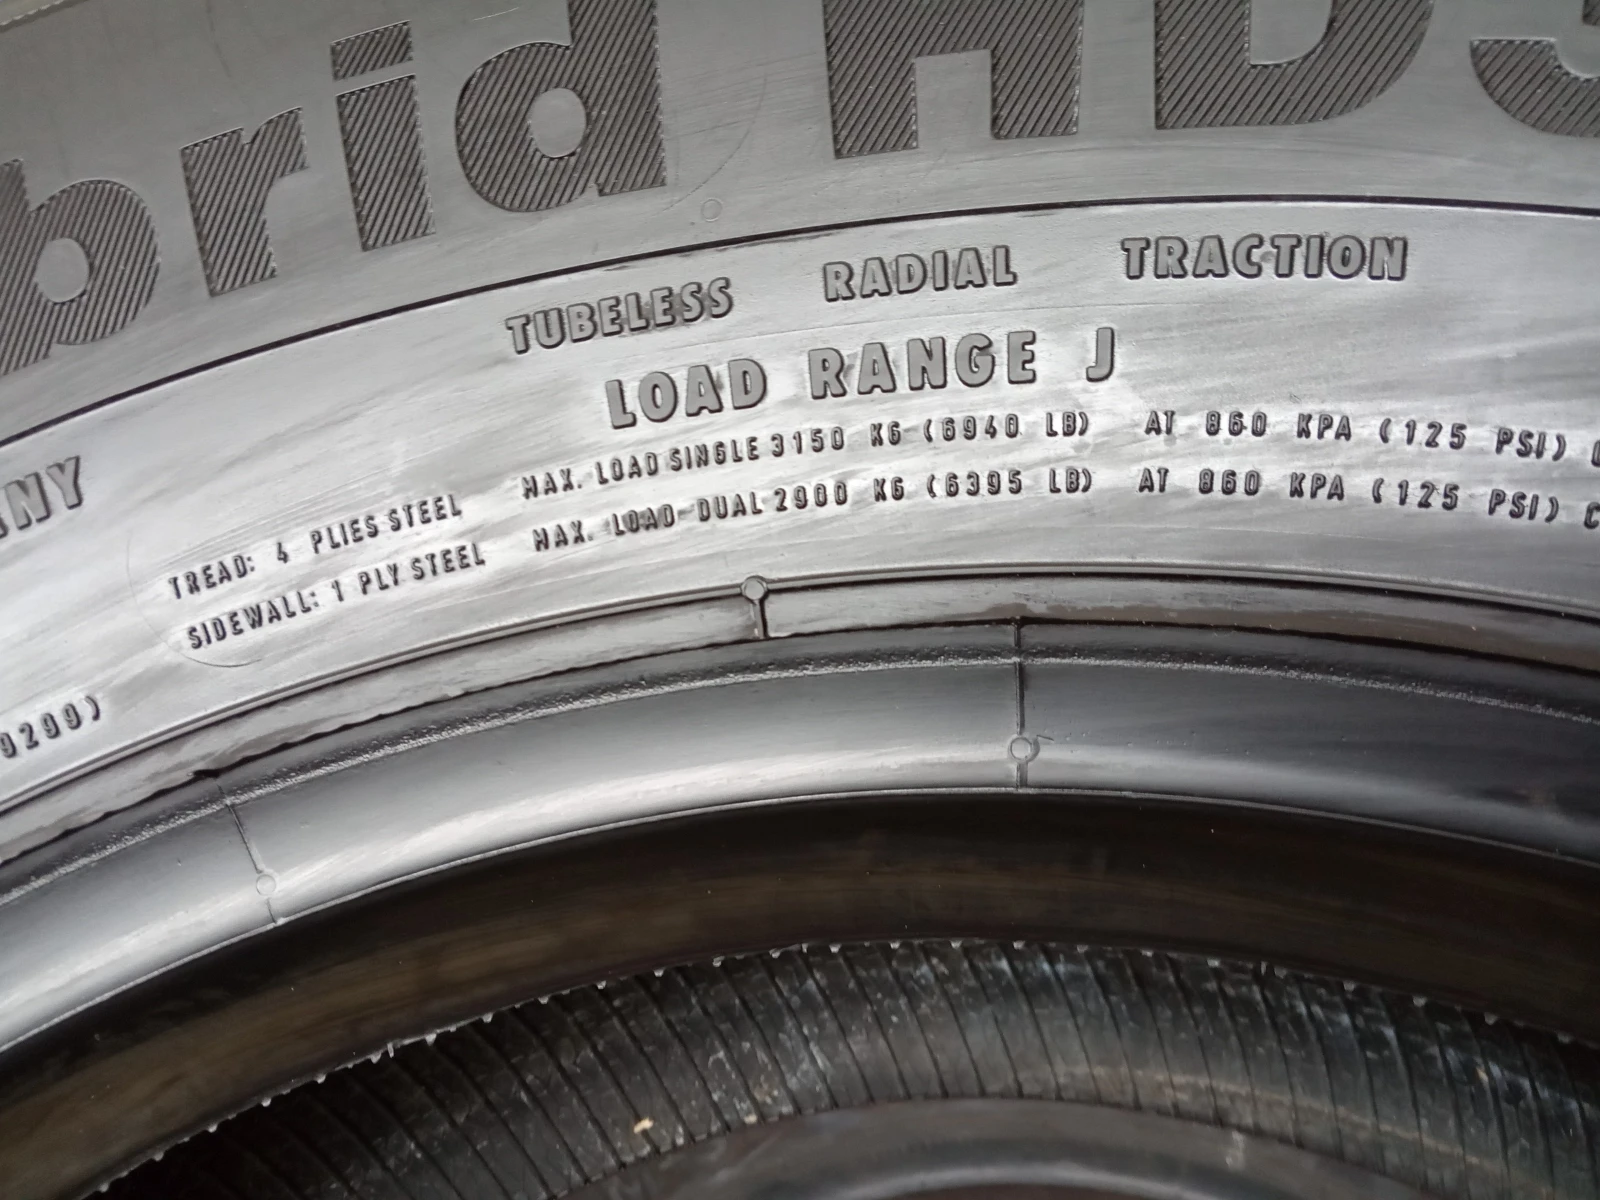 brid HD3
TUBELESS RADIAL TRACTION
LOAD RANGE J
NY
TREAD: 4 PLIES STEEL MAX. LOAD SINGLE 3150 KG (6940 LB) AT 860 KPA (125 PSI)
SIDEWALL: 1 PLY STEEL MAX. LOAD DUAL 2900 KG (6395 LB) AT 860 KPA (125 PSI) C
9299)